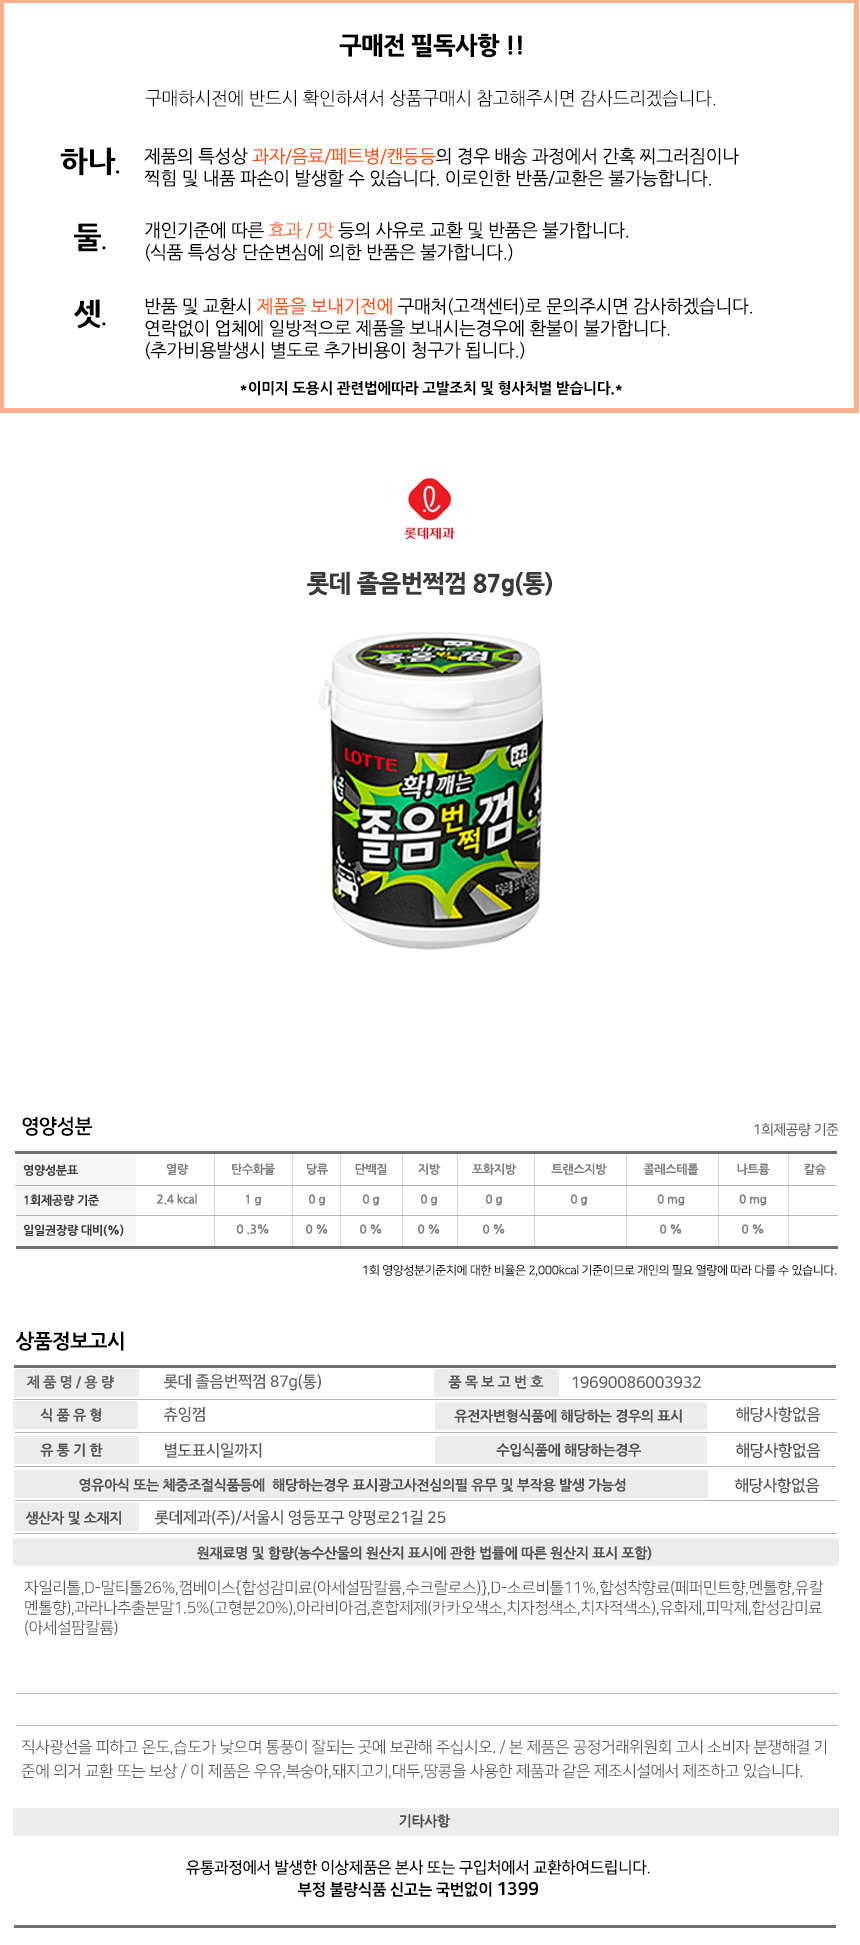 구매전 필독사항 !!
구매하시전에 반드시 확인하셔서 상품구매시 참고해주시면 감사드리겠습니다.
하나. 제품의 특성상 과자/음료/페트병/캔등등의 경우 배송 과정에서 간혹 찌그러짐이나
찍힘 및 내품 파손이 발생할 수 있습니다. 이로인한 반품/교환은 불가능합니다.
둘. 개인기준에 따른 효과 / 맛 등의 사유로 교환 및 반품은 불가합니다.
(식품 특성상 단순변심에 의한 반품은 불가합니다.)
셋. 반품 및 교환시 제품을 보내기전에 구매처(고객센터)로 문의주시면 감사하겠습니다.
연락없이 업체에 일방적으로 제품을 보내시는경우에 환불이 불가합니다.
(추가비용발생시 별도로 추가비용이 청구가 됩니다.)
*이미지 도용시 관련법에따라 고발조치 및 형사처벌 받습니다.*
롯데제과
롯데 졸음번쩍껌 87g(통)
LOTTE
졸음번쩍껌
LOTTE
확!깨는
졸음번쩍껌
영양성분
1회제공량 기준
영양성분표 열량 탄수화물 당류 단백질 지방 포화지방 트랜스지방 콜레스테롤 나트륨 칼슘
1회제공량 기준 2.4 kcal 1 g 0 g 0 g 0 g 0 g 0 g 0 mg 0 mg
일일권장량 대비(%) 0 .3% 0 % 0 % 0 % 0 % 0 % 0 %
1회 영양성분기준치에 대한 비율은 2,000kcal 기준이므로 개인의 필요 열량에 따라 다를 수 있습니다.
상품정보고시
제 품 명 / 용 량 롯데 졸음번쩍껌 87g(통) 품 목 보 고 번 호 19690086003932
식 품 유 형 츄잉껌 유전자변형식품에 해당하는 경우의 표시 해당사항없음
유 통 기 한 별도표시일까지 수입식품에 해당하는경우 해당사항없음
영유아식 또는 체중조절식품등에 해당하는경우 표시광고사전심의필 유무 및 부작용 발생 가능성 해당사항없음
생산자 및 소재지 롯데제과(주)/서울시 영등포구 양평로21길 25
원재료명 및 함량(농수산물의 원산지 표시에 관한 법률에 따른 원산지 표시 포함)
자일리톨,D-말티톨26%,껌베이스{합성감미료(아세설팜칼륨,수크랄로스)},D-소르비톨11%,합성착향료(페퍼민트향,멘톨향,유칼
멘톨향),과라나추출분말1.5%(고형분20%),아라비아검,혼합제제(카카오색소,치자청색소,치자적색소),유화제,피막제,합성감미료
(아세설팜칼륨)
직사광선을 피하고 온도,습도가 낮으며 통풍이 잘되는 곳에 보관해 주십시오. / 본 제품은 공정거래위원회 고시 소비자 분쟁해결 기
준에 의거 교환 또는 보상 / 이 제품은 우유,복숭아,돼지고기,대두,땅콩을 사용한 제품과 같은 제조시설에서 제조하고 있습니다.
기타사항
유통과정에서 발생한 이상제품은 본사 또는 구입처에서 교환하여드립니다.
부정 불량식품 신고는 국번없이 1399